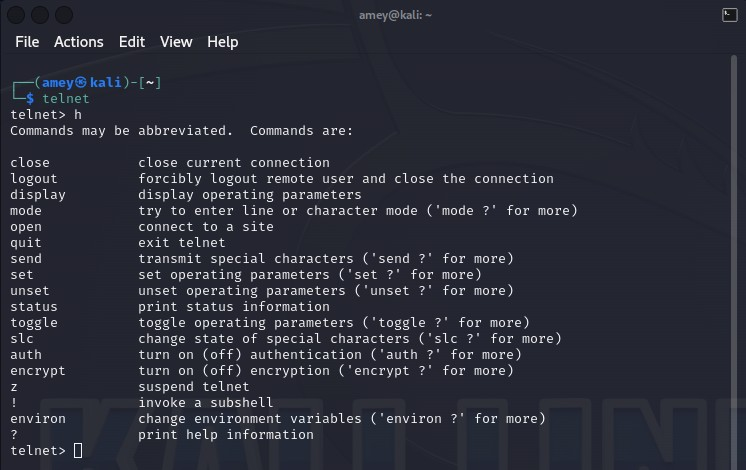 amey@kali: ~
File Actions Edit View Help
┌──(amey㉿kali)-[~]
└─$ telnet
telnet> h
Commands may be abbreviated.  Commands are:

close           close current connection
logout          forcibly logout remote user and close the connection
display         display operating parameters
mode            try to enter line or character mode ('mode ?' for more)
open            connect to a site
quit            exit telnet
send            transmit special characters ('send ?' for more)
set             set operating parameters ('set ?' for more)
unset           unset operating parameters ('unset ?' for more)
status          print status information
toggle          toggle operating parameters ('toggle ?' for more)
slc             change state of special characters ('slc ?' for more)
auth            turn on (off) authentication ('auth ?' for more)
encrypt         turn on (off) encryption ('encrypt ?' for more)
z               suspend telnet
!               invoke a subshell
environ         change environment variables ('environ ?' for more)
?               print help information
telnet>